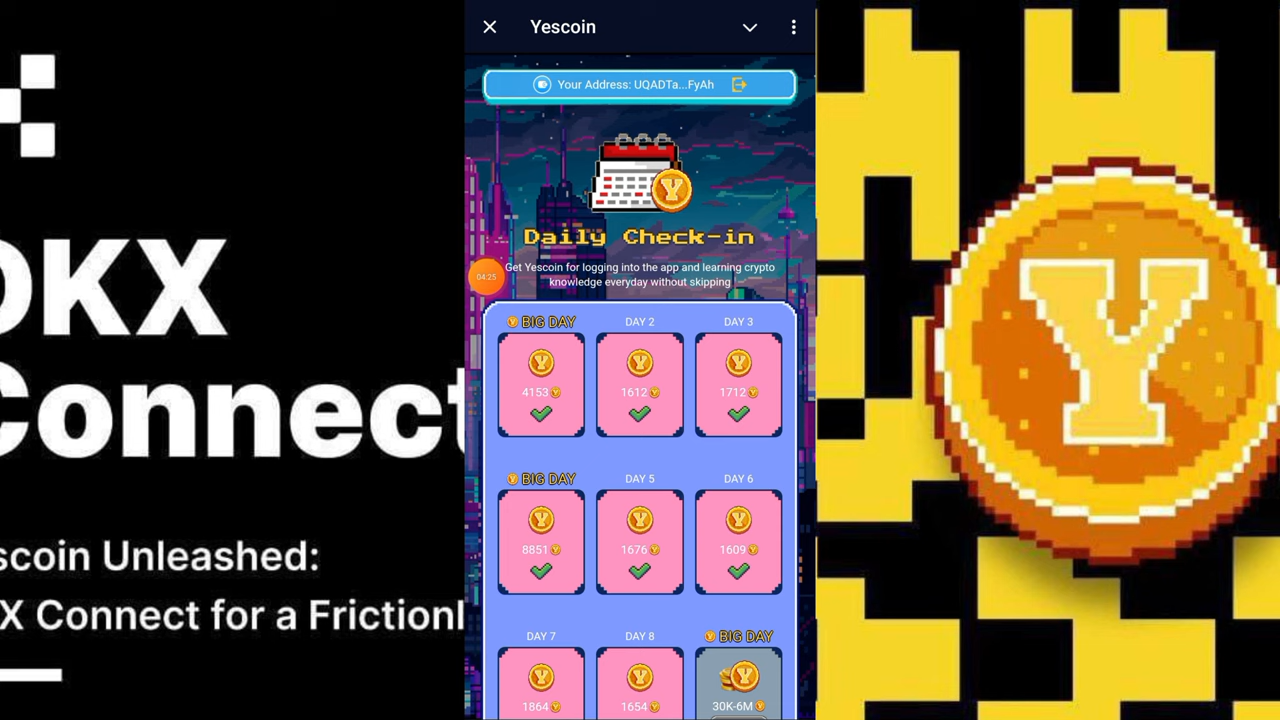 OKX
Connect
scoin Unleashed:
X Connect for a Frictionl
Yescoin
Your Address: UQADTa...FyAh
Daily Check-in
04:25
Get Yescoin for logging into the app and learning crypto
knowledge everyday without skipping !
BIG DAY DAY 2 DAY 3
4153 1612 1712
BIG DAY DAY 5 DAY 6
8851 1676 1609
DAY 7 DAY 8 BIG DAY
1864 1654 30K-6M
Y